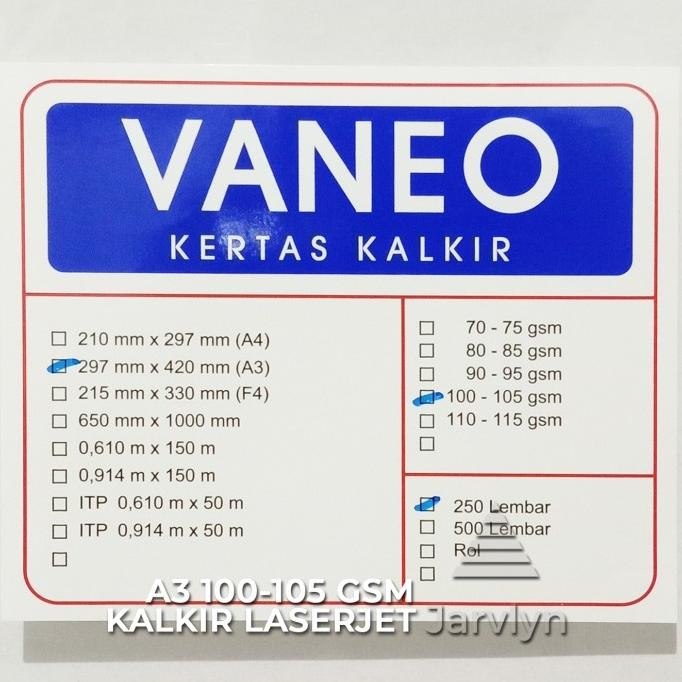 VANEO
KERTAS KALKIR
210 mm x 297 mm (A4)
297 mm x 420 mm (A3)
215 mm x 330 mm (F4)
650 mm x 1000 mm
0,610 m x 150 m
0,914 m x 150 m
ITP 0,610 m x 50 m
ITP 0,914 m x 50 m
70 - 75 gsm
80 - 85 gsm
90 - 95 gsm
100 - 105 gsm
110 - 115 gsm
250 Lembar
500 Lembar
Rol
A3 100-105 GSM
KALKIR LASERJET Jarvlyn